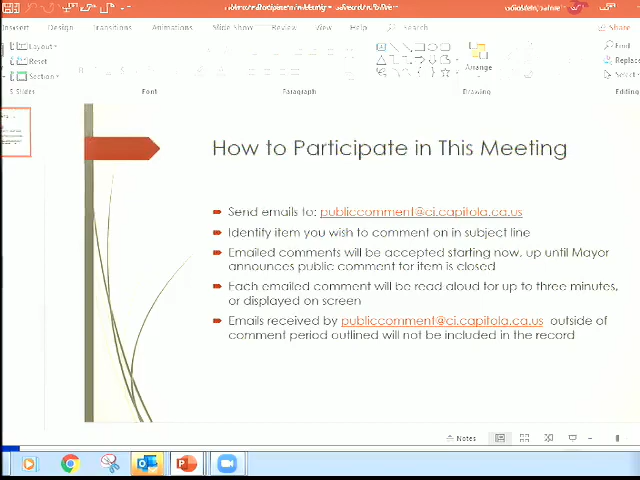 Insert Design Transitions Animations Slide Show Review View Help Search Share
Layout
Reset
Section
Arrange
Find
Replace
Select
Slides Font Paragraph Drawing Editing
How to Participate in This Meeting
Send emails to: publiccomment@ci.capitola.ca.us
Identify item you wish to comment on in subject line
Emailed comments will be accepted starting now, up until Mayor
announces public comment for item is closed
Each emailed comment will be read aloud for up to three minutes,
or displayed on screen
Emails received by publiccomment@ci.capitola.ca.us outside of
comment period outlined will not be included in the record
Notes